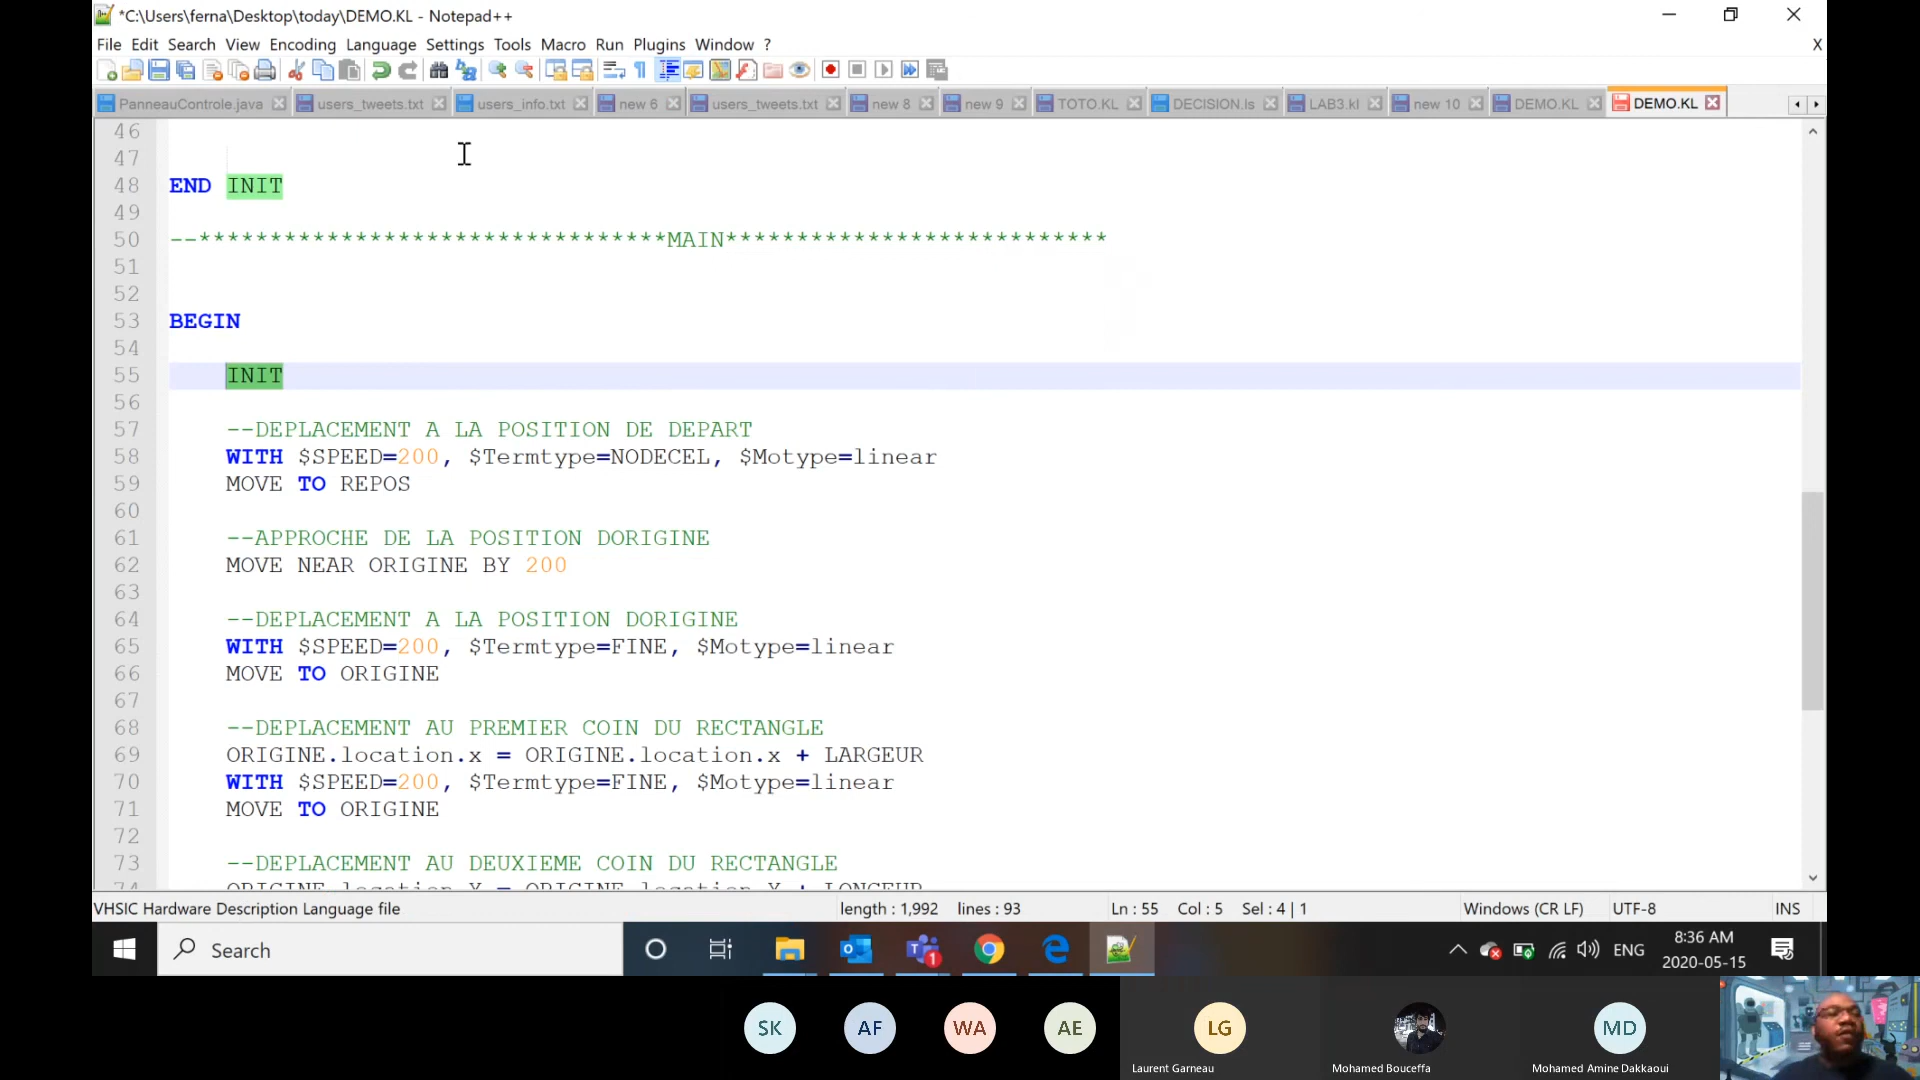 *C:\Users\ferna\Desktop\today\DEMO.KL - Notepad++
File Edit Search View Encoding Language Settings Tools Macro Run Plugins Window ? X
PanneauControle.java users_tweets.txt users_info.txt new 6 users_tweets.txt new 8 new 9 TOTO.KL DECISION.ls LAB3.kl new 10 DEMO.KL DEMO.KL
46
47
48 END INIT
49
50 --*********************************MAIN***************************
51
52
53 BEGIN
54
55 INIT
56
57 --DEPLACEMENT A LA POSITION DE DEPART
58 WITH $SPEED=200, $Termtype=NODECEL, $Motype=linear
59 MOVE TO REPOS
60
61 --APPROCHE DE LA POSITION DORIGINE
62 MOVE NEAR ORIGINE BY 200
63
64 --DEPLACEMENT A LA POSITION DORIGINE
65 WITH $SPEED=200, $Termtype=FINE, $Motype=linear
66 MOVE TO ORIGINE
67
68 --DEPLACEMENT AU PREMIER COIN DU RECTANGLE
69 ORIGINE.location.x = ORIGINE.location.x + LARGEUR
70 WITH $SPEED=200, $Termtype=FINE, $Motype=linear
71 MOVE TO ORIGINE
72
73 --DEPLACEMENT AU DEUXIEME COIN DU RECTANGLE
74 ORIGINE.location.Y = ORIGINE.location.Y + LONGEUR
VHSIC Hardware Description Language file length : 1,992 lines : 93 Ln : 55 Col : 5 Sel : 4 | 1 Windows (CR LF) UTF-8 INS
Search ENG 8:36 AM
2020-05-15
1
SK AF WA AE LG MD
Laurent Garneau Mohamed Bouceffa Mohamed Amine Dakkaoui